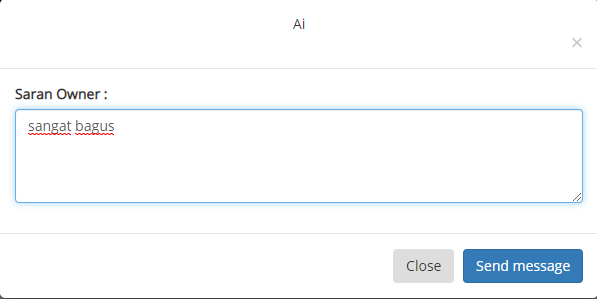 Ai
×
Saran Owner :
sangat bagus
Close
Send message